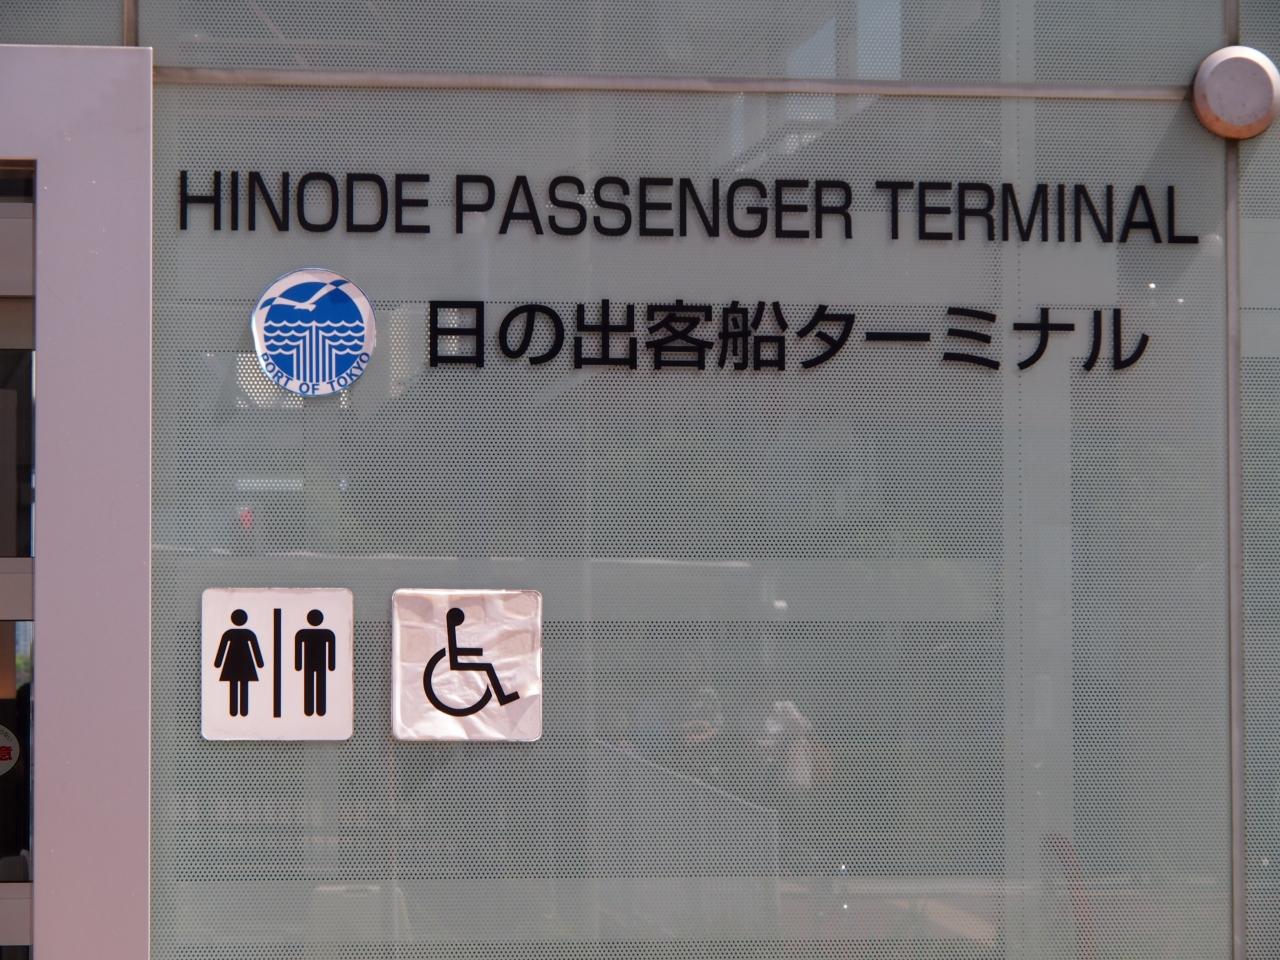 HINODE PASSENGER TERMINAL
PORT OF TOKYO
日の出客船ターミナル